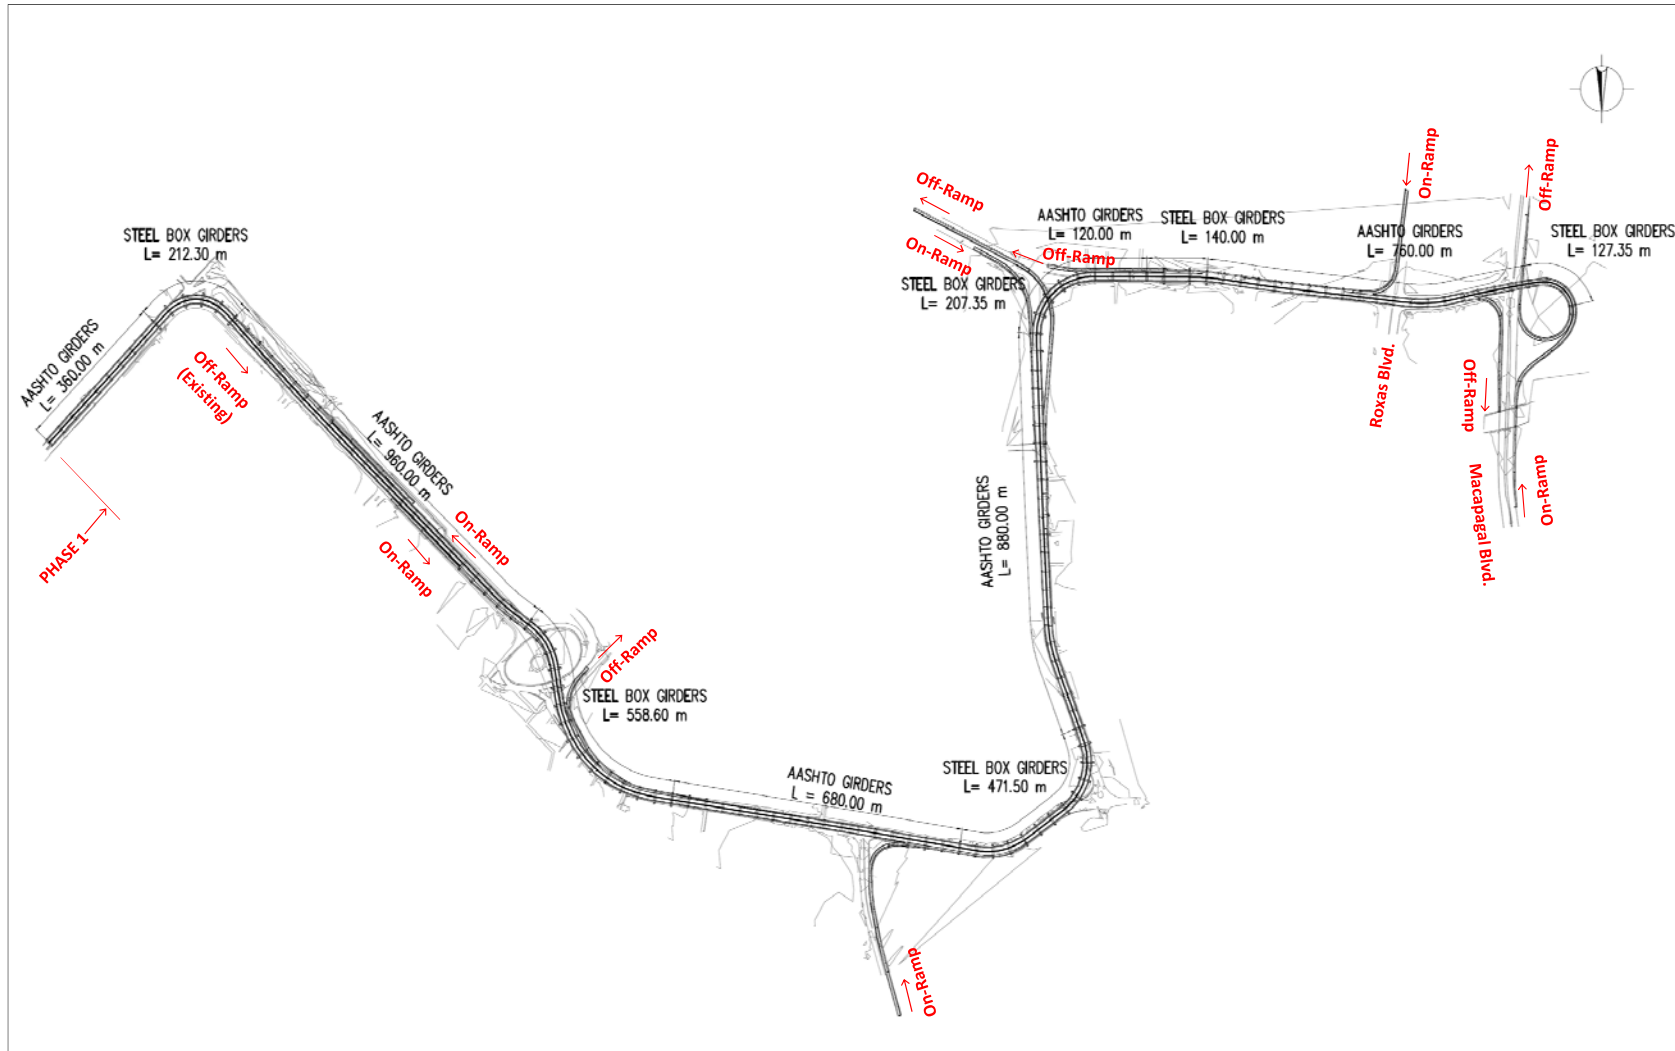 STEEL BOX GIRDERS
L= 212.30 m
AASHTO GIRDERS
L= 360.00 m
Off-Ramp
(Existing)
PHASE 1
AASHTO GIRDERS
L= 960.00 m
On-Ramp
On-Ramp
Off-Ramp
STEEL BOX GIRDERS
L= 558.60 m
AASHTO GIRDERS
L = 680.00 m
On-Ramp
STEEL BOX GIRDERS
L= 471.50 m
AASHTO GIRDERS
L= 880.00 m
Off-Ramp
On-Ramp
Off-Ramp
STEEL BOX GIRDERS
L= 207.35 m
AASHTO GIRDERS
L= 120.00 m
STEEL BOX GIRDERS
L= 140.00 m
On-Ramp
AASHTO GIRDERS
L= 760.00 m
Roxas Blvd.
Off-Ramp
STEEL BOX GIRDERS
L= 127.35 m
Off-Ramp
Macapagal Blvd.
On-Ramp